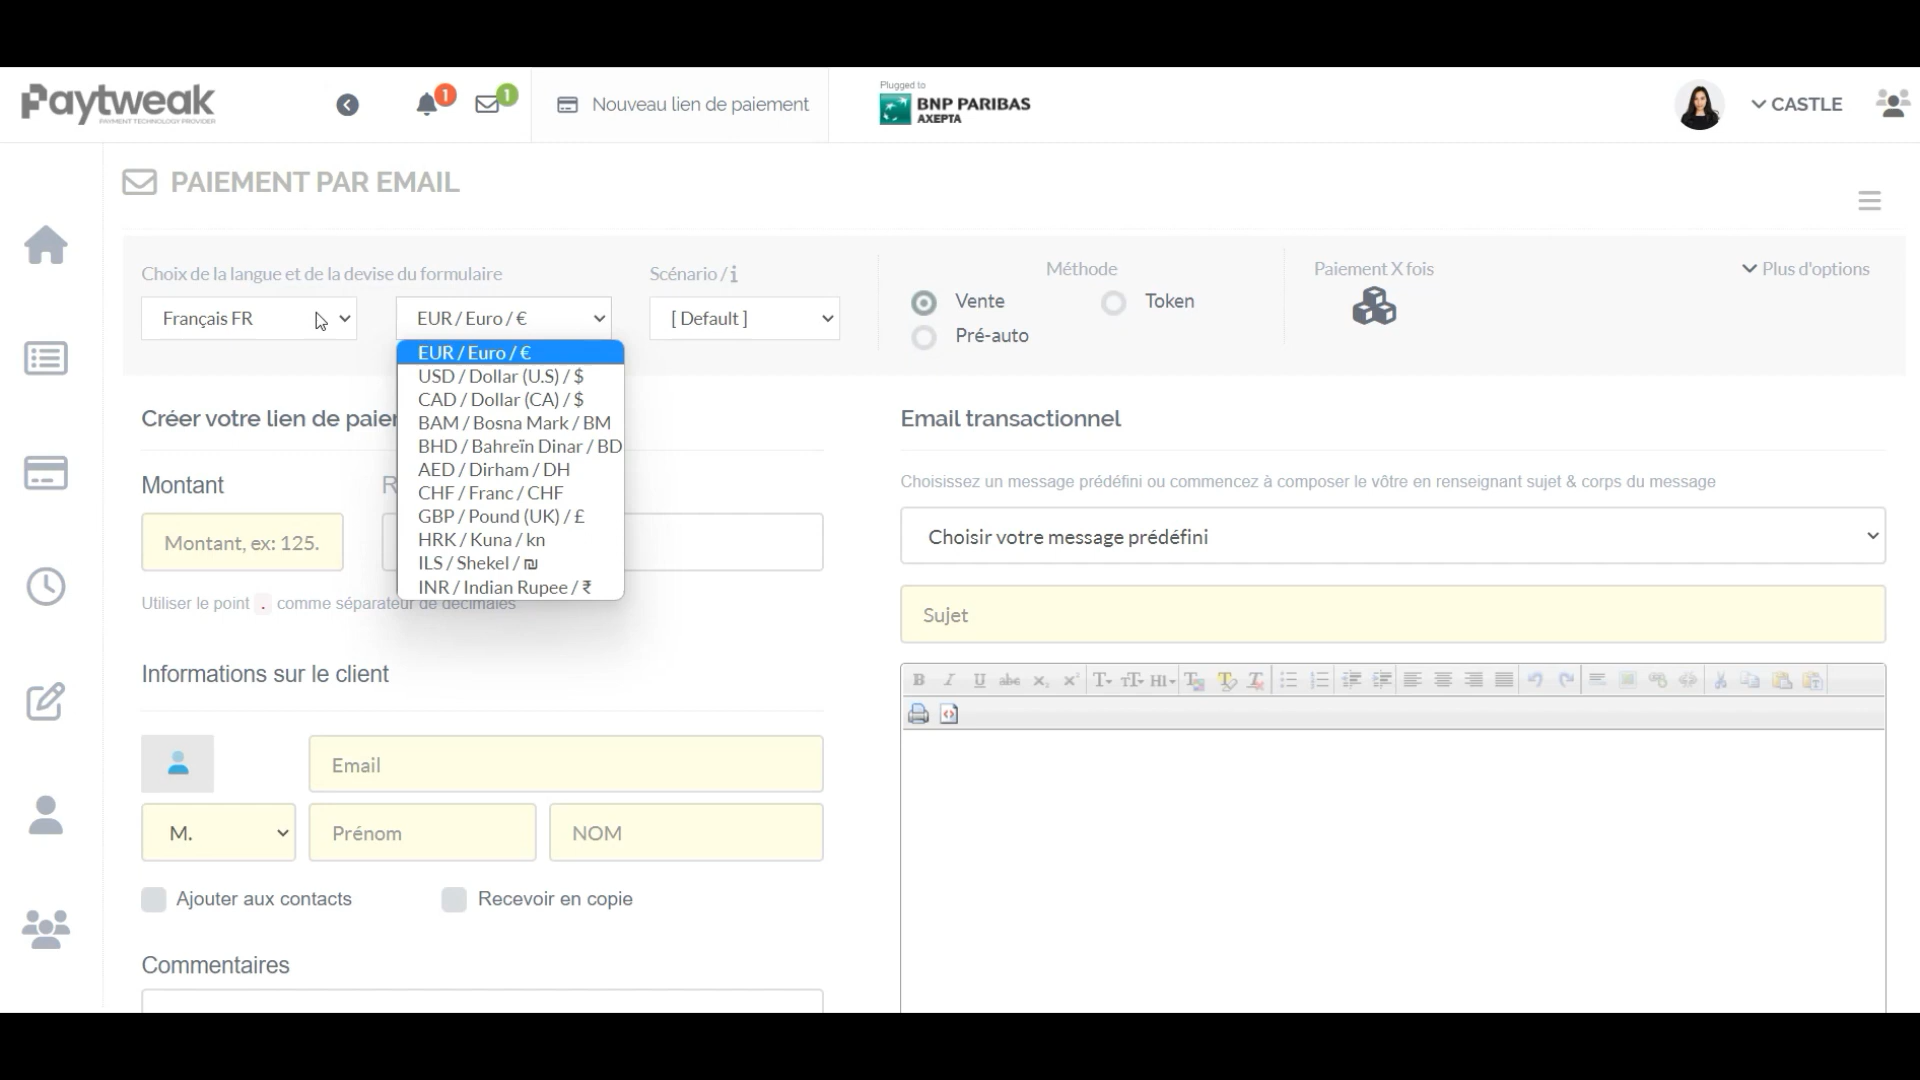 Paytweak
PAYMENT TECHNOLOGY PROVIDER
1
1
Nouveau lien de paiement
Plugged to
BNP PARIBAS
AXEPTA
CASTLE
PAIEMENT PAR EMAIL
Choix de la langue et de la devise du formulaire
Français FR
EUR / Euro / €
EUR / Euro / €
USD / Dollar (U.S) / $
CAD / Dollar (CA) / $
BAM / Bosna Mark / BM
BHD / Bahreïn Dinar / BD
AED / Dirham / DH
CHF / Franc / CHF
GBP / Pound (UK) / £
HRK / Kuna / kn
ILS / Shekel / ₪
INR / Indian Rupee / ₹
Scénario / i
[ Default ]
Méthode
Vente
Token
Pré-auto
Paiement X fois
Plus d'options
Créer votre lien de
Montant
Montant, ex: 125.
Utiliser le point . comme séparateur de décimales
Informations sur le client
Email
M.
Prénom
NOM
Ajouter aux contacts
Recevoir en copie
Commentaires
Email transactionnel
Choisissez un message prédéfini ou commencez à composer le vôtre en renseignant sujet & corps du message
Choisir votre message prédéfini
Sujet